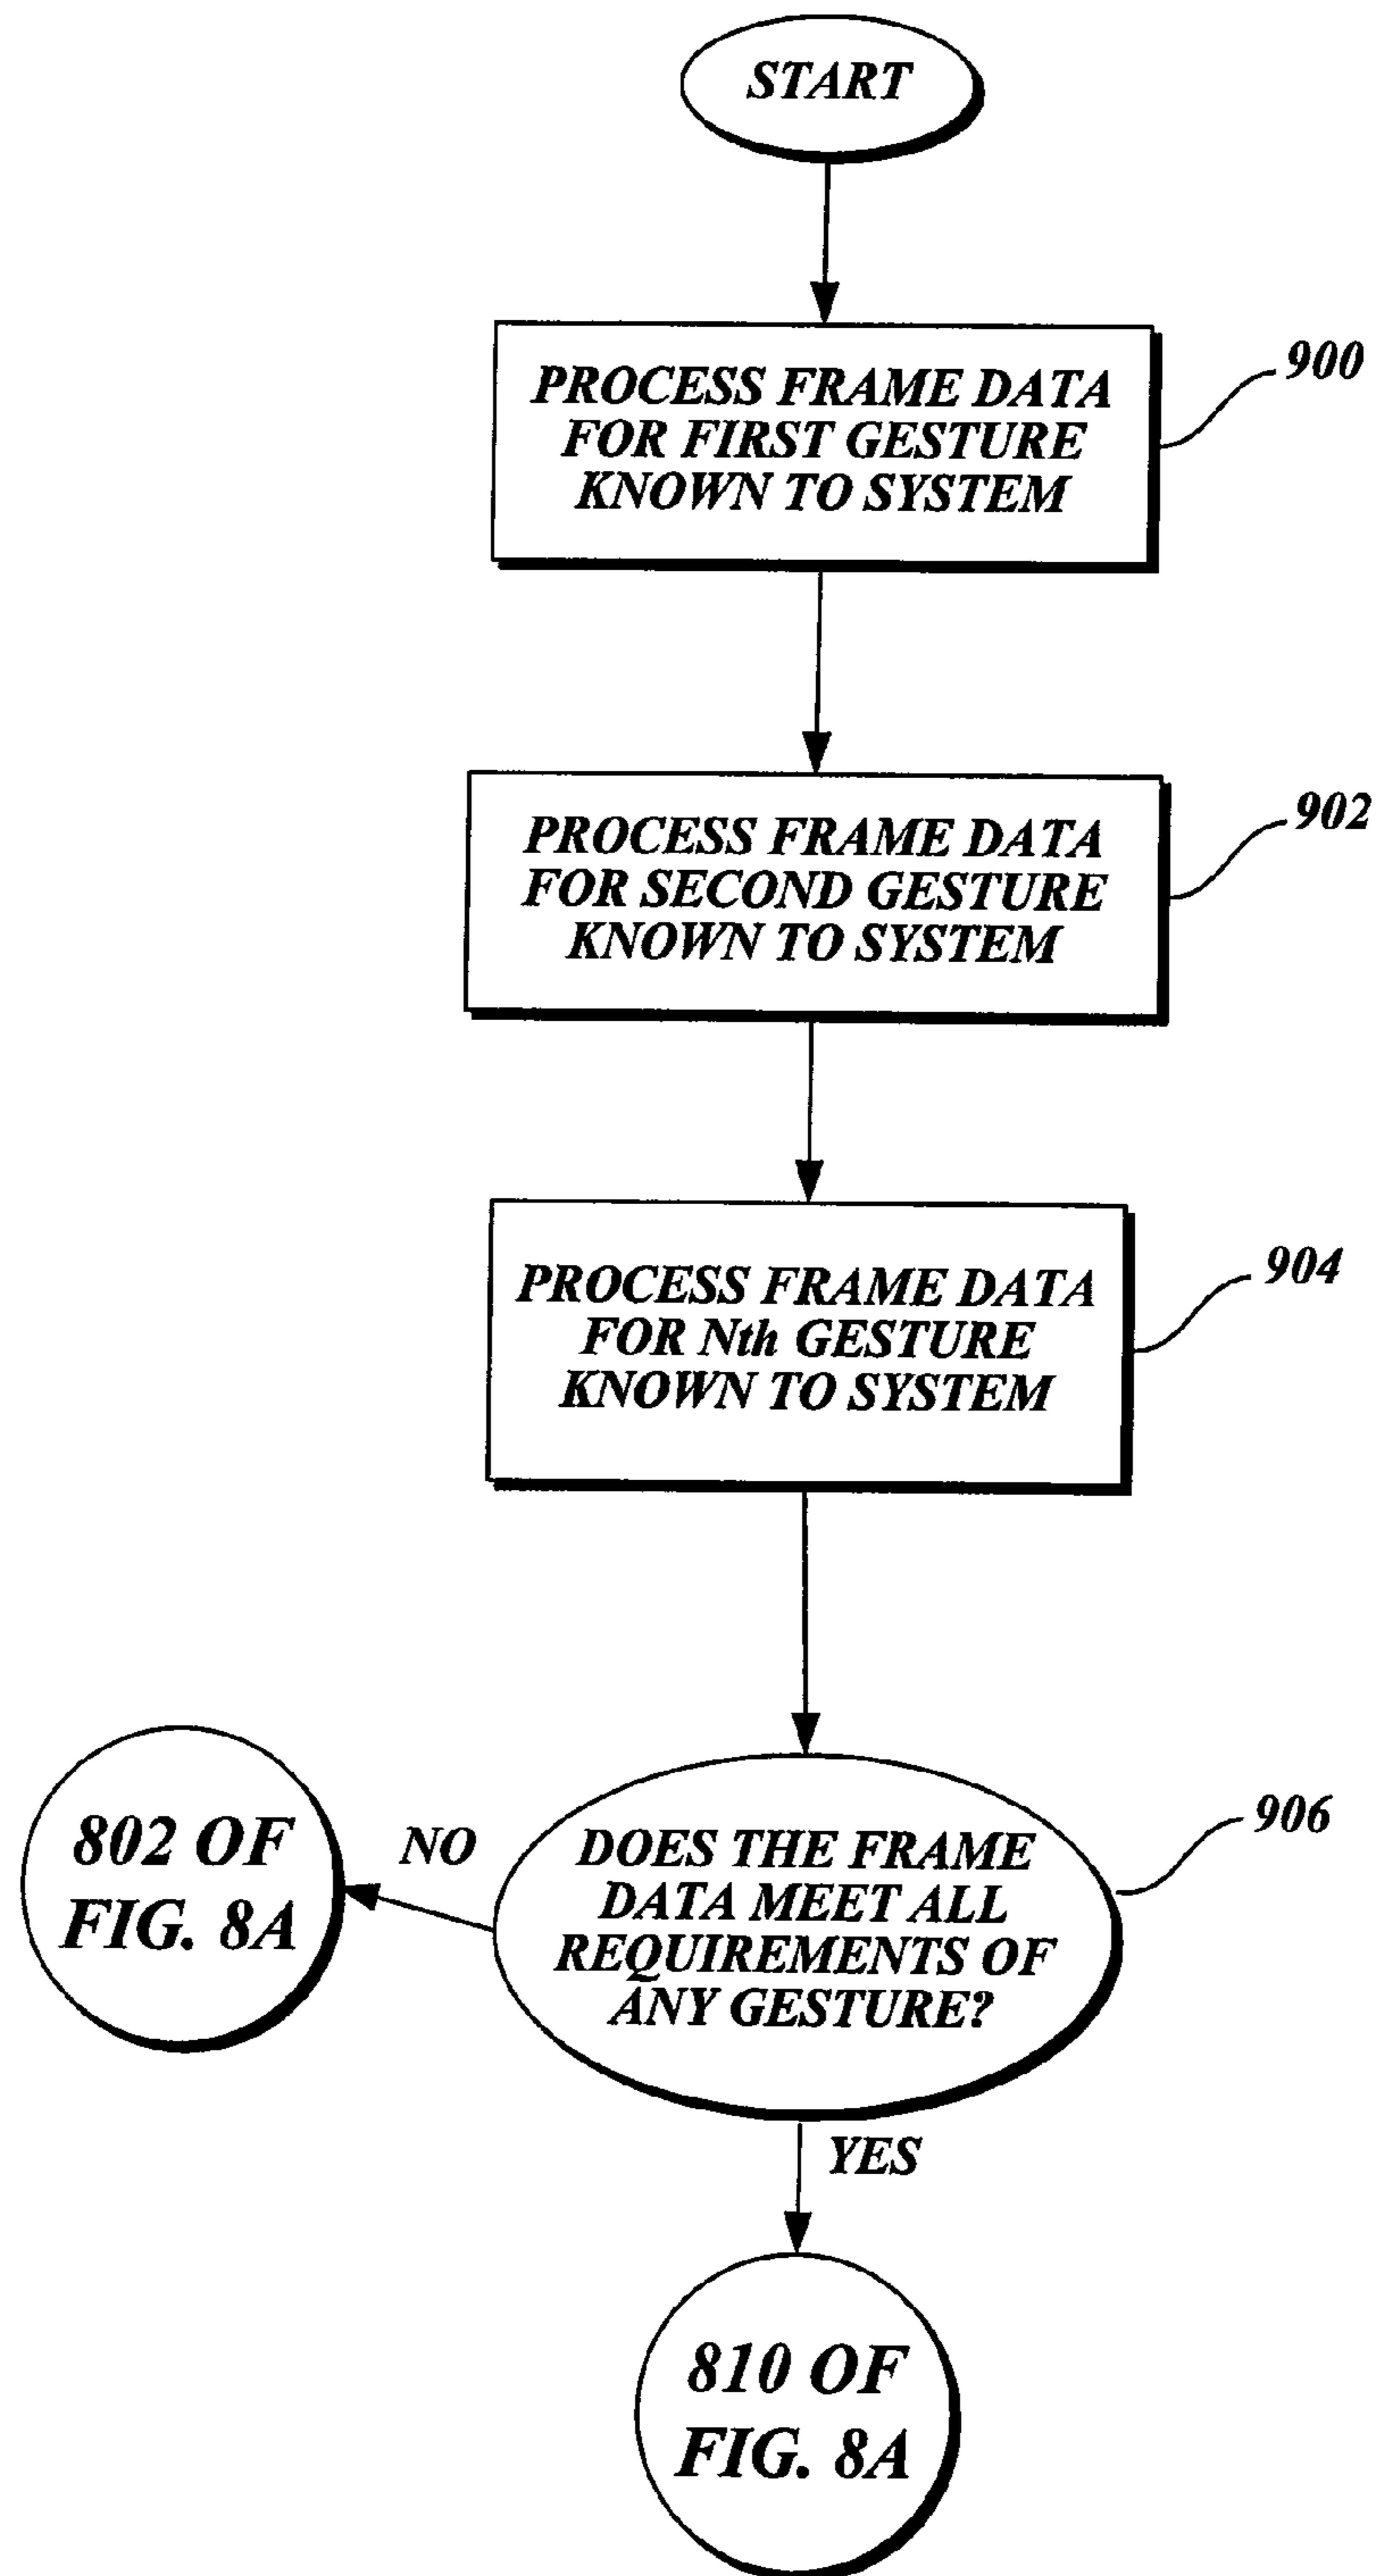 START
PROCESS FRAME DATA
FOR FIRST GESTURE
KNOWN TO SYSTEM
900
PROCESS FRAME DATA
FOR SECOND GESTURE
KNOWN TO SYSTEM
902
PROCESS FRAME DATA
FOR Nth GESTURE
KNOWN TO SYSTEM
904
802 OF
FIG. 8A
NO
DOES THE FRAME
DATA MEET ALL
REQUIREMENTS OF
ANY GESTURE?
906
YES
810 OF
FIG. 8A